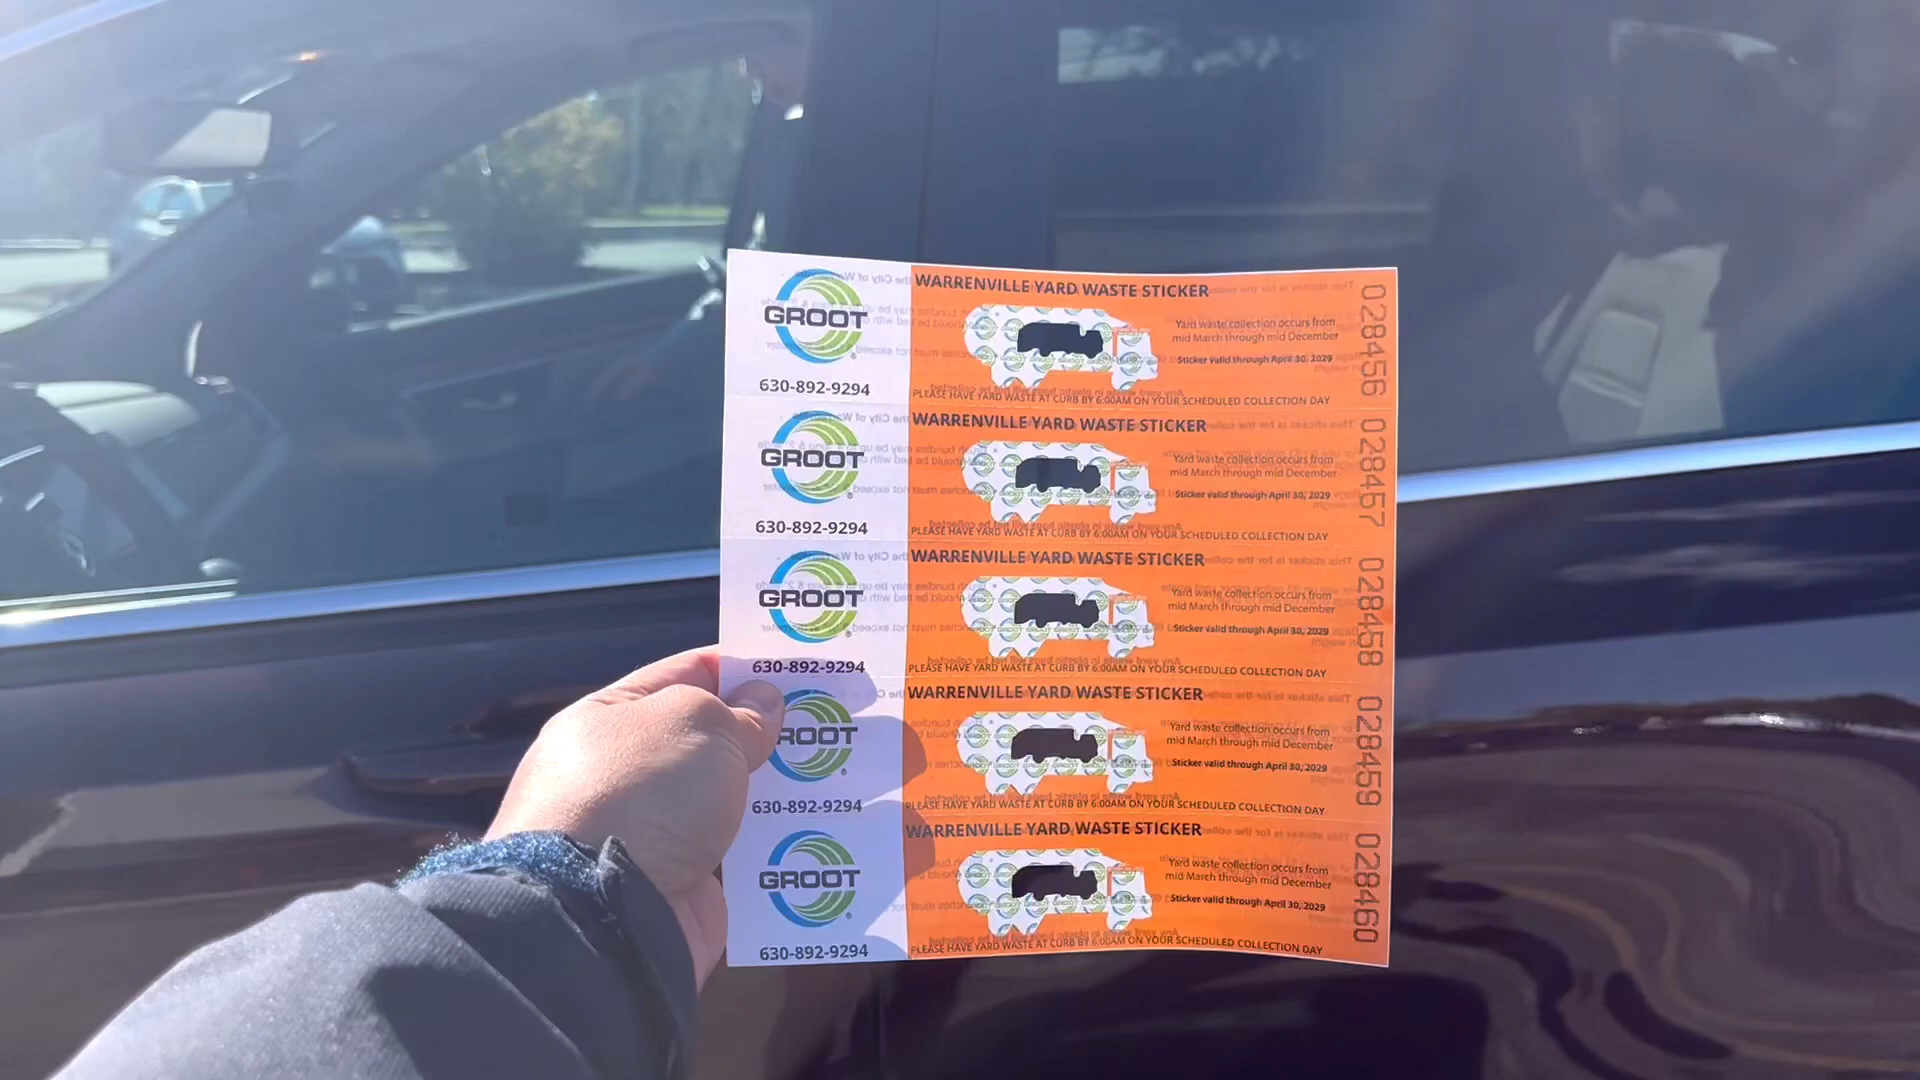 GROOT
630-892-9294
WARRENVILLE YARD WASTE STICKER
Yard waste collection occurs from
mid March through mid December
Sticker valid through April 30, 2029
PLEASE HAVE YARD WASTE AT CURB BY 6:00AM ON YOUR SCHEDULED COLLECTION DAY
028456
GROOT
630-892-9294
WARRENVILLE YARD WASTE STICKER
Yard waste collection occurs from
mid March through mid December
Sticker valid through April 30, 2029
PLEASE HAVE YARD WASTE AT CURB BY 6:00AM ON YOUR SCHEDULED COLLECTION DAY
028457
GROOT
630-892-9294
WARRENVILLE YARD WASTE STICKER
Yard waste collection occurs from
mid March through mid December
Sticker valid through April 30, 2029
PLEASE HAVE YARD WASTE AT CURB BY 6:00AM ON YOUR SCHEDULED COLLECTION DAY
028458
ROOT
630-892-9294
WARRENVILLE YARD WASTE STICKER
Yard waste collection occurs from
mid March through mid December
Sticker valid through April 30, 2029
PLEASE HAVE YARD WASTE AT CURB BY 6:00AM ON YOUR SCHEDULED COLLECTION DAY
028459
GROOT
630-892-9294
WARRENVILLE YARD WASTE STICKER
Yard waste collection occurs from
mid March through mid December
Sticker valid through April 30, 2029
PLEASE HAVE YARD WASTE AT CURB BY 6:00AM ON YOUR SCHEDULED COLLECTION DAY
028460